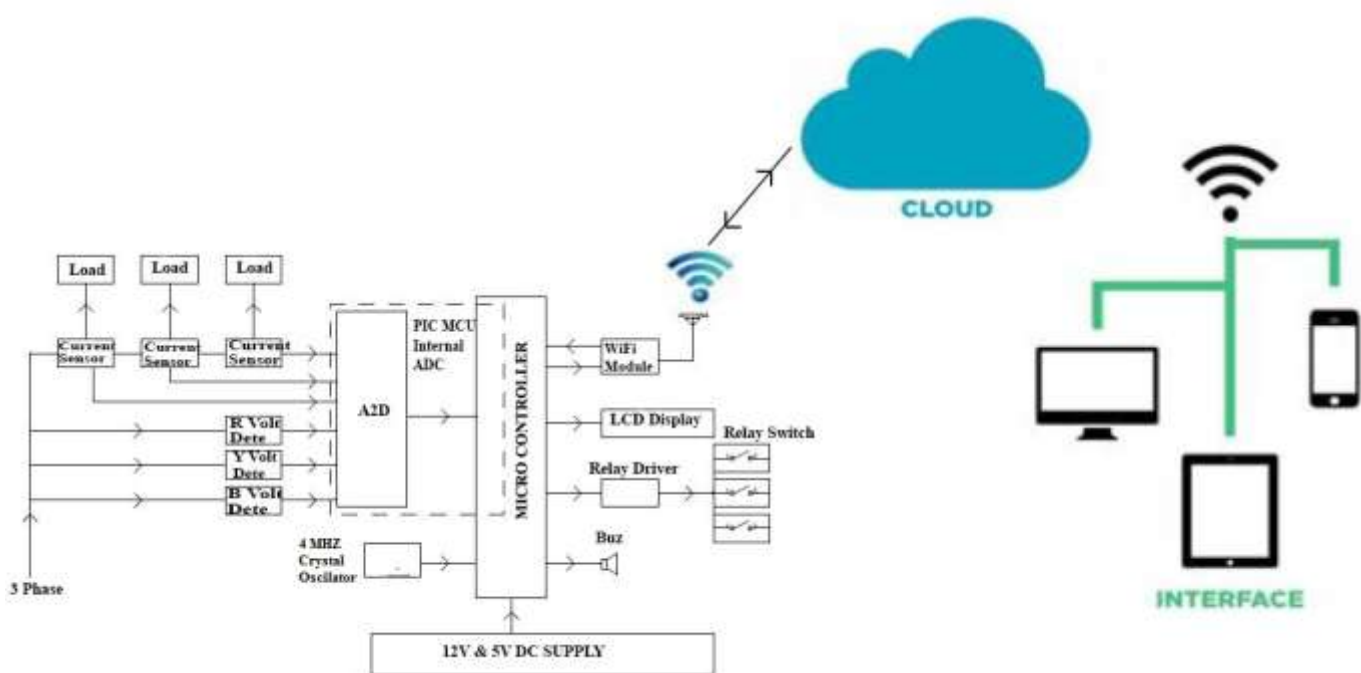 CLOUD
Load
Load
Load
Current
Sensor
Current
Sensor
Current
Sensor
PIC MCU
Internal
ADC
A2D
MICRO CONTROLLER
WiFi
Module
LCD Display
R Volt
Dete
Y Volt
Dete
B Volt
Dete
Relay Switch
Relay Driver
Buz
4 MHZ
Crystal
Oscilator
3 Phase
12V & 5V DC SUPPLY
INTERFACE